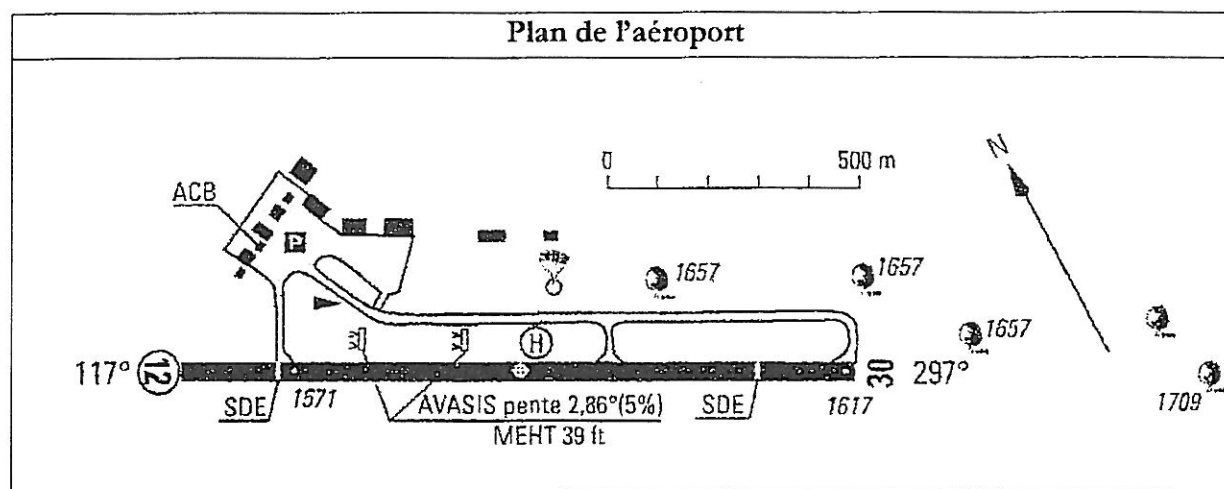 Plan de l'aéroport
N
0 500 m
ACB
P
1657
1657
1657
H
117° 12
30 297°
SDE
1671
AVASIS pente 2,86°(5%)
MEHT 39 ft
SDE
1617
1709